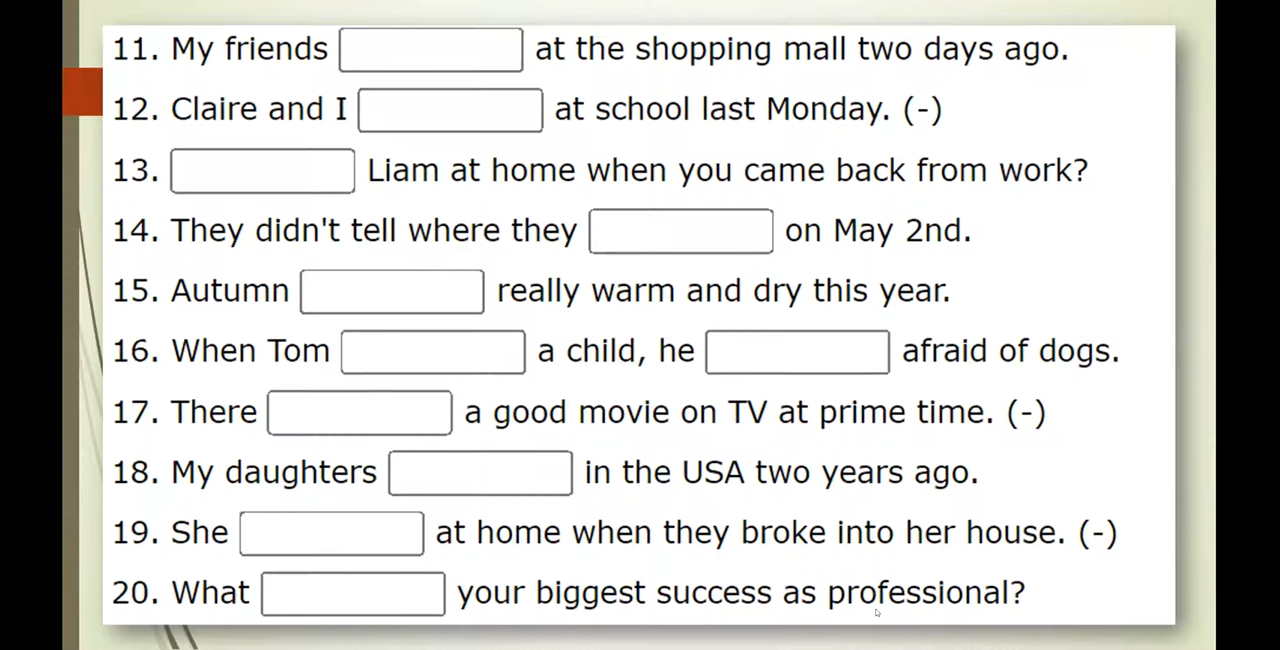 11. My friends at the shopping mall two days ago.
12. Claire and I at school last Monday. (-)
13. Liam at home when you came back from work?
14. They didn't tell where they on May 2nd.
15. Autumn really warm and dry this year.
16. When Tom a child, he afraid of dogs.
17. There a good movie on TV at prime time. (-)
18. My daughters in the USA two years ago.
19. She at home when they broke into her house. (-)
20. What your biggest success as professional?